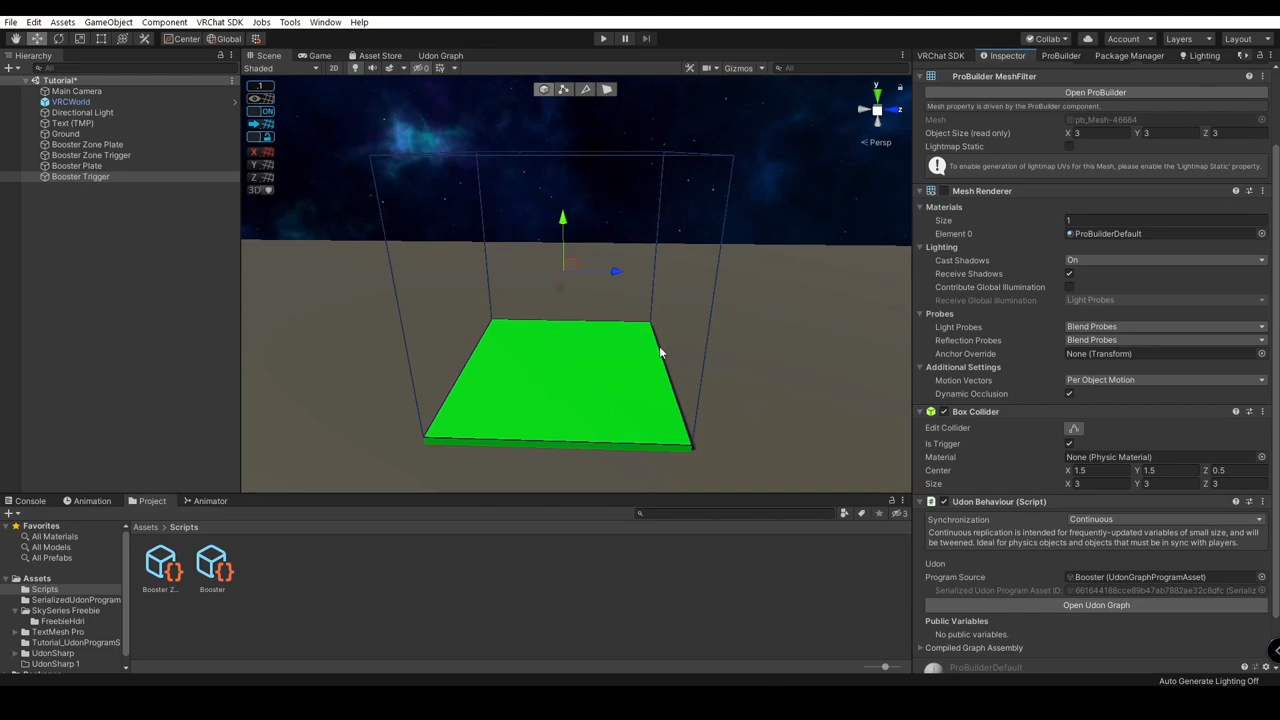 File Edit Assets GameObject Component VRChat SDK Jobs Tools Window Help
Center Global Collab Account Layers Layout
Hierarchy
All
Tutorial*
Main Camera
VRCWorld
Directional Light
Text (TMP)
Ground
Booster Zone Plate
Booster Zone Trigger
Booster Plate
Booster Trigger
Scene Game Asset Store Udon Graph
Shaded 2D 0 Gizmos All
.1
ON
X
Y
Z
3D
y
z
Persp
VRChat SDK Inspector ProBuilder Package Manager Lighting
ProBuilder MeshFilter
Open ProBuilder
Mesh property is driven by the ProBuilder component.
Mesh pb_Mesh-46684
Object Size (read only) X 3 Y 3 Z 3
Lightmap Static
To enable generation of lightmap UVs for this Mesh, please enable the 'Lightmap Static' property.
Mesh Renderer
Materials
Size 1
Element 0 ProBuilderDefault
Lighting
Cast Shadows On
Receive Shadows
Contribute Global Illumination
Receive Global Illumination Light Probes
Probes
Light Probes Blend Probes
Reflection Probes Blend Probes
Anchor Override None (Transform)
Additional Settings
Motion Vectors Per Object Motion
Dynamic Occlusion
Box Collider
Edit Collider
Is Trigger
Material None (Physic Material)
Center X 1.5 Y 1.5 Z 0.5
Size X 3 Y 3 Z 3
Udon Behaviour (Script)
Synchronization Continuous
Continuous replication is intended for frequently-updated variables of small size, and will
be tweened. Ideal for physics objects and objects that must be in sync with players.
Udon
Program Source Booster (UdonGraphProgramAsset)
Serialized Udon Program Asset ID: 661644188cce89b47ab7882ae32c8dfc (Serializ
Open Udon Graph
Public Variables
No public variables.
Compiled Graph Assembly
ProBuilderDefault
Console Animation Project Animator
3
Favorites
All Materials
All Models
All Prefabs
Assets
Scripts
SerializedUdonProgram
SkySeries Freebie
FreebieHdri
TextMesh Pro
Tutorial_UdonProgramS
UdonSharp
UdonSharp 1
Assets Scripts
Booster Z... Booster
Auto Generate Lighting Off